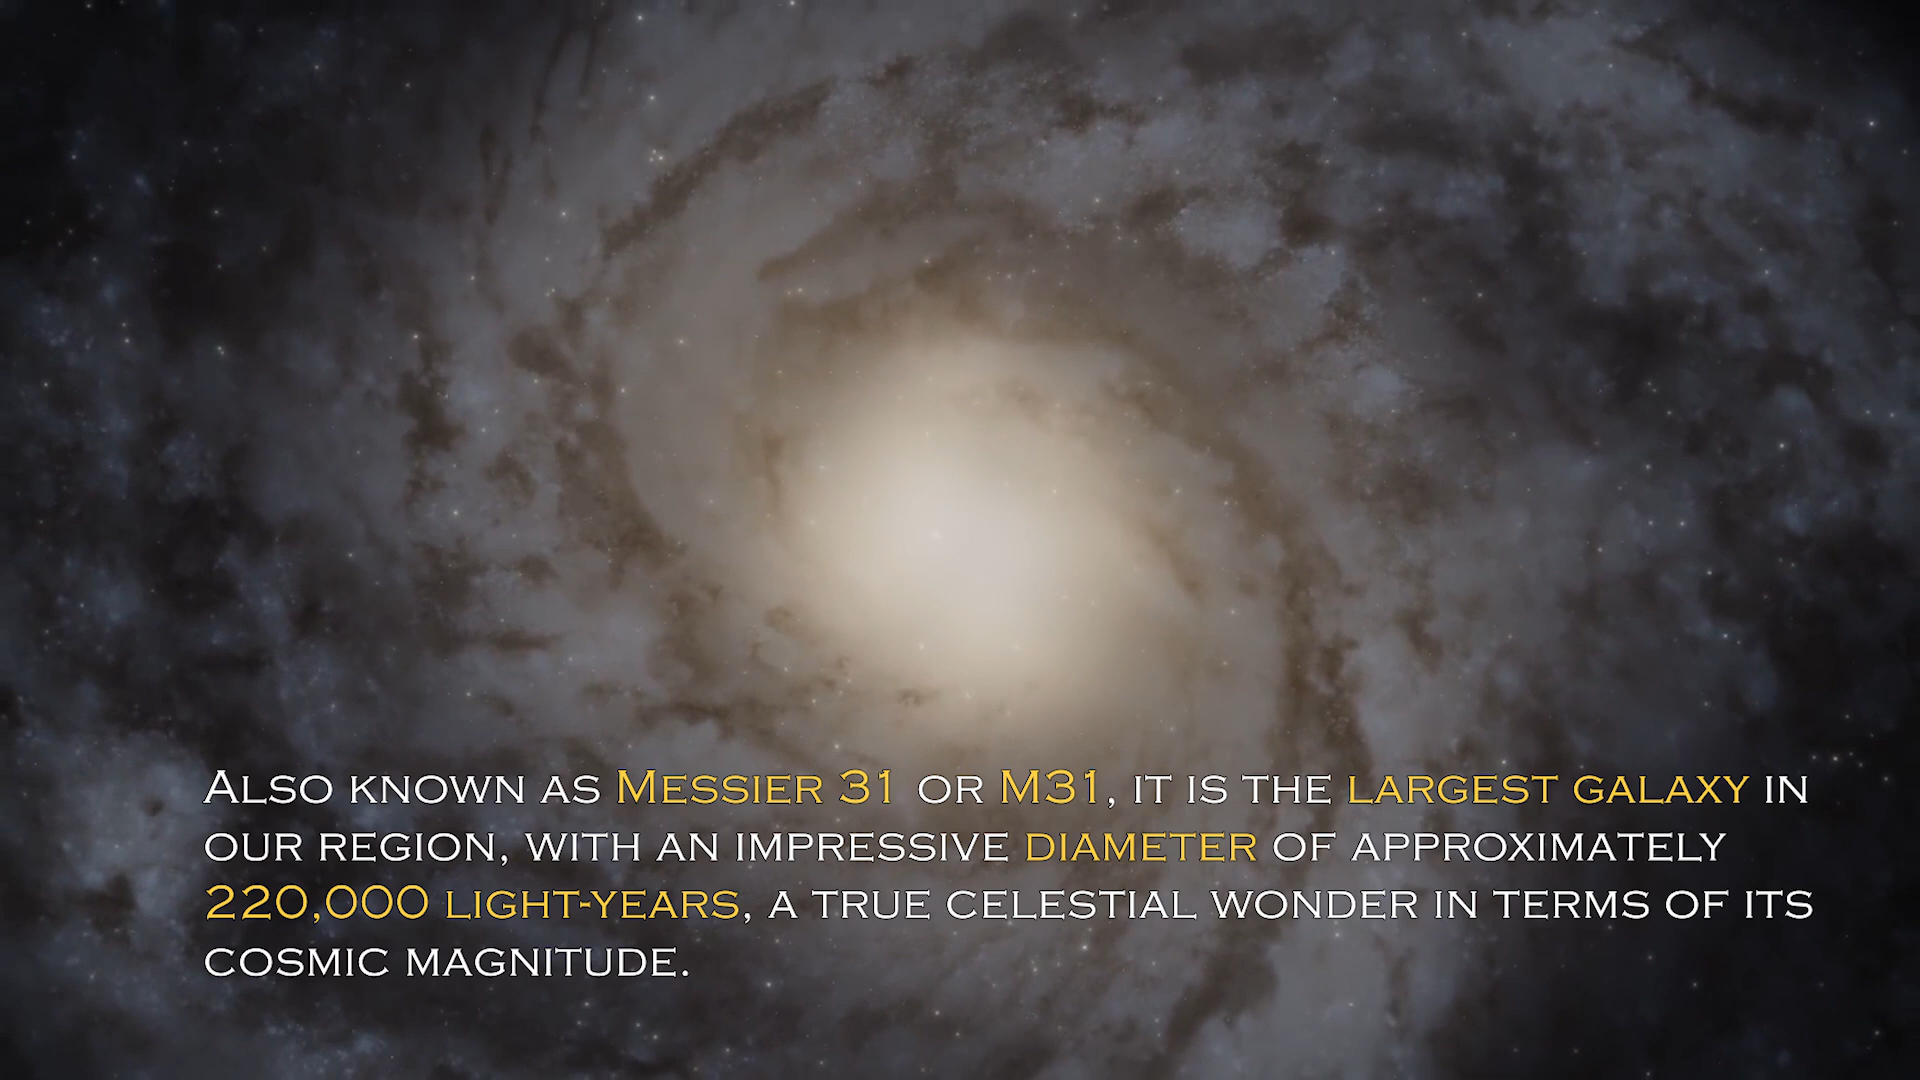 Also known as Messier 31 or M31, it is the largest galaxy in
our region, with an impressive diameter of approximately
220,000 light-years, a true celestial wonder in terms of its
cosmic magnitude.